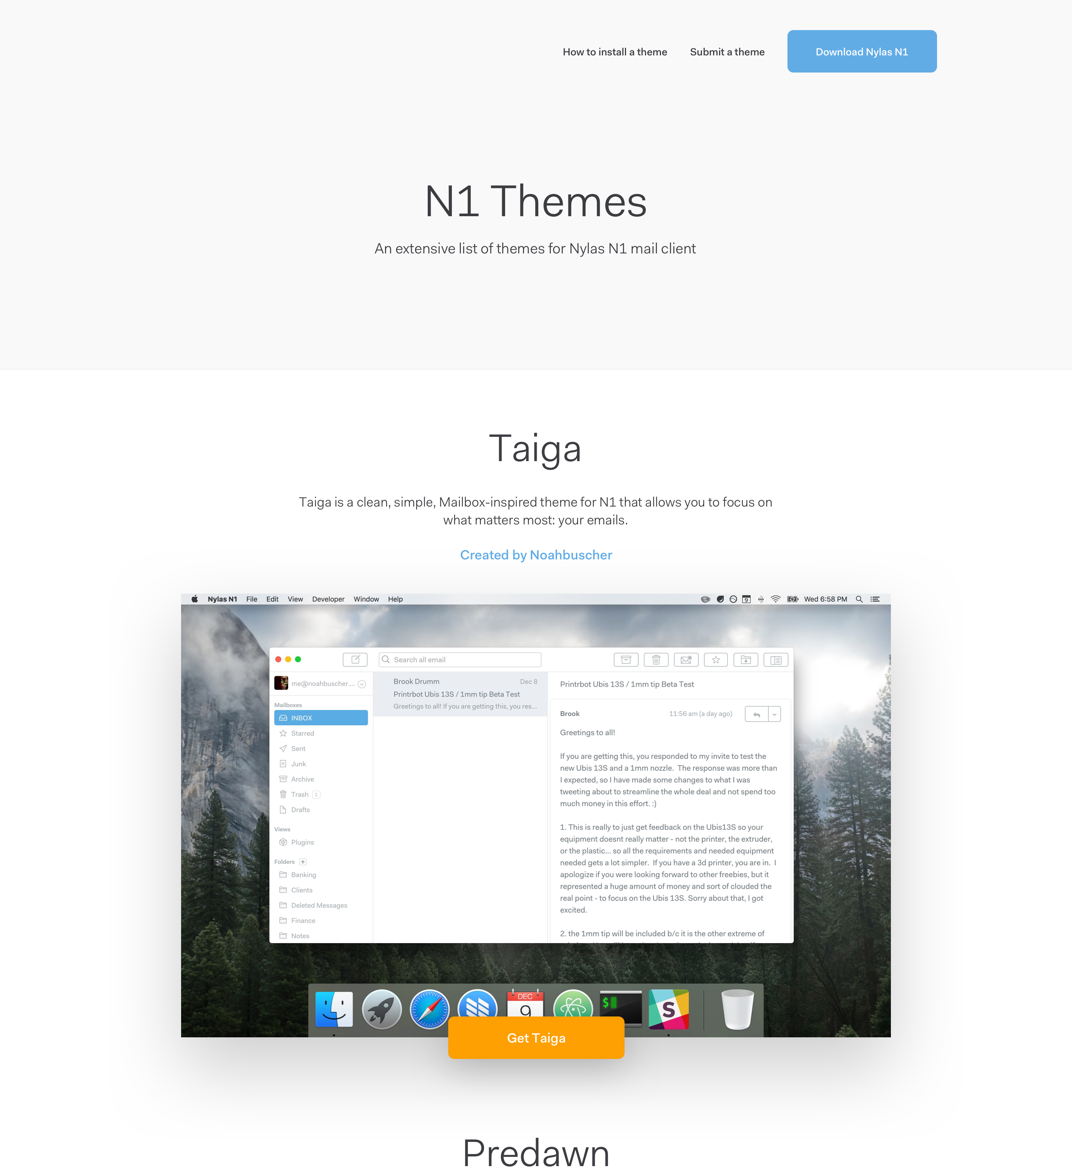 How to install a theme
Submit a theme
Download Nylas N1
N1 Themes
An extensive list of themes for Nylas N1 mail client
Taiga
Taiga is a clean, simple, Mailbox-inspired theme for N1 that allows you to focus on
what matters most: your emails.
Created by Noahbuscher
Nylas N1 File Edit View Developer Window Help
Wed 6:58 PM
Search all email
me@noahbuscher...
Mailboxes
INBOX
Starred
Sent
Junk
Archive
Trash
Drafts
Views
Plugins
Folders
Banking
Clients
Deleted Messages
Finance
Notes
Brook Drumm Dec 8
Printrbot Ubis 13S / 1mm tip Beta Test
Greetings to all! If you are getting this, you res...
Printrbot Ubis 13S / 1mm tip Beta Test
Brook 11:56 am (a day ago)
Greetings to all!
If you are getting this, you responded to my invite to test the
new Ubis 13S and a 1mm nozzle. The response was more than
I expected, so I have made some changes to what I was
tweeting about to streamline the whole deal and not spend too
much money in this effort. :)
1. This is really to just get feedback on the Ubis13S so your
equipment doesnt really matter - not the printer, the extruder,
or the plastic... so all the requirements and needed equipment
needed gets a lot simpler. If you have a 3d printer, you are in. I
apologize if you were looking forward to other freebies, but it
represented a huge amount of money and sort of clouded the
real point - to focus on the Ubis 13S. Sorry about that, I got
excited.
2. the 1mm tip will be included b/c it is the other extreme of
DEC
9
$
S
Get Taiga
Predawn